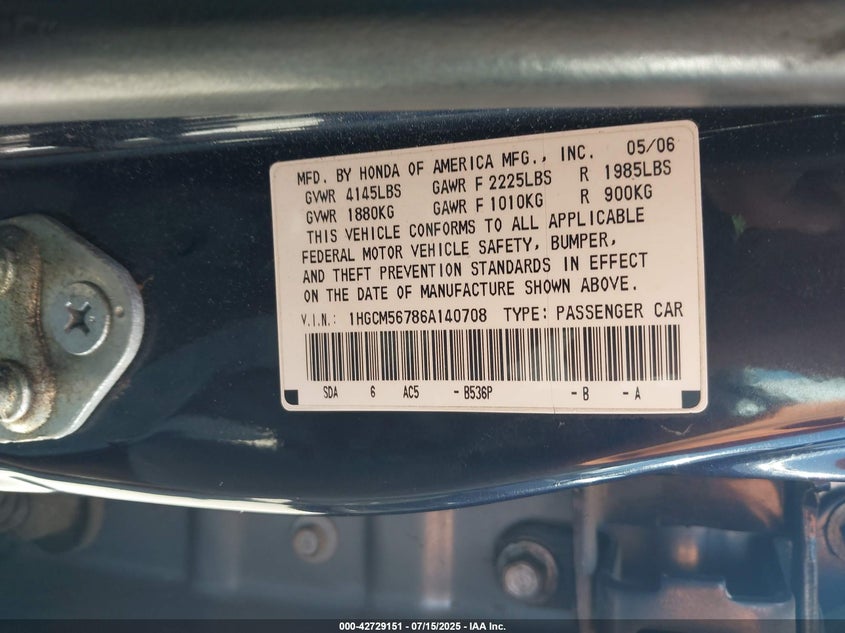 MFD. BY HONDA OF AMERICA MFG., INC. 05/06
GVWR 4145LBS GAWR F 2225LBS R 1985LBS
GVWR 1880KG GAWR F 1010KG R 900KG
THIS VEHICLE CONFORMS TO ALL APPLICABLE
FEDERAL MOTOR VEHICLE SAFETY, BUMPER,
AND THEFT PREVENTION STANDARDS IN EFFECT
ON THE DATE OF MANUFACTURE SHOWN ABOVE.
V.I.N.: 1HGCM56786A140708 TYPE: PASSENGER CAR
SDA 6 AC5 -B536P -B -A
000-42729151 - 07/15/2025 - IAA Inc.